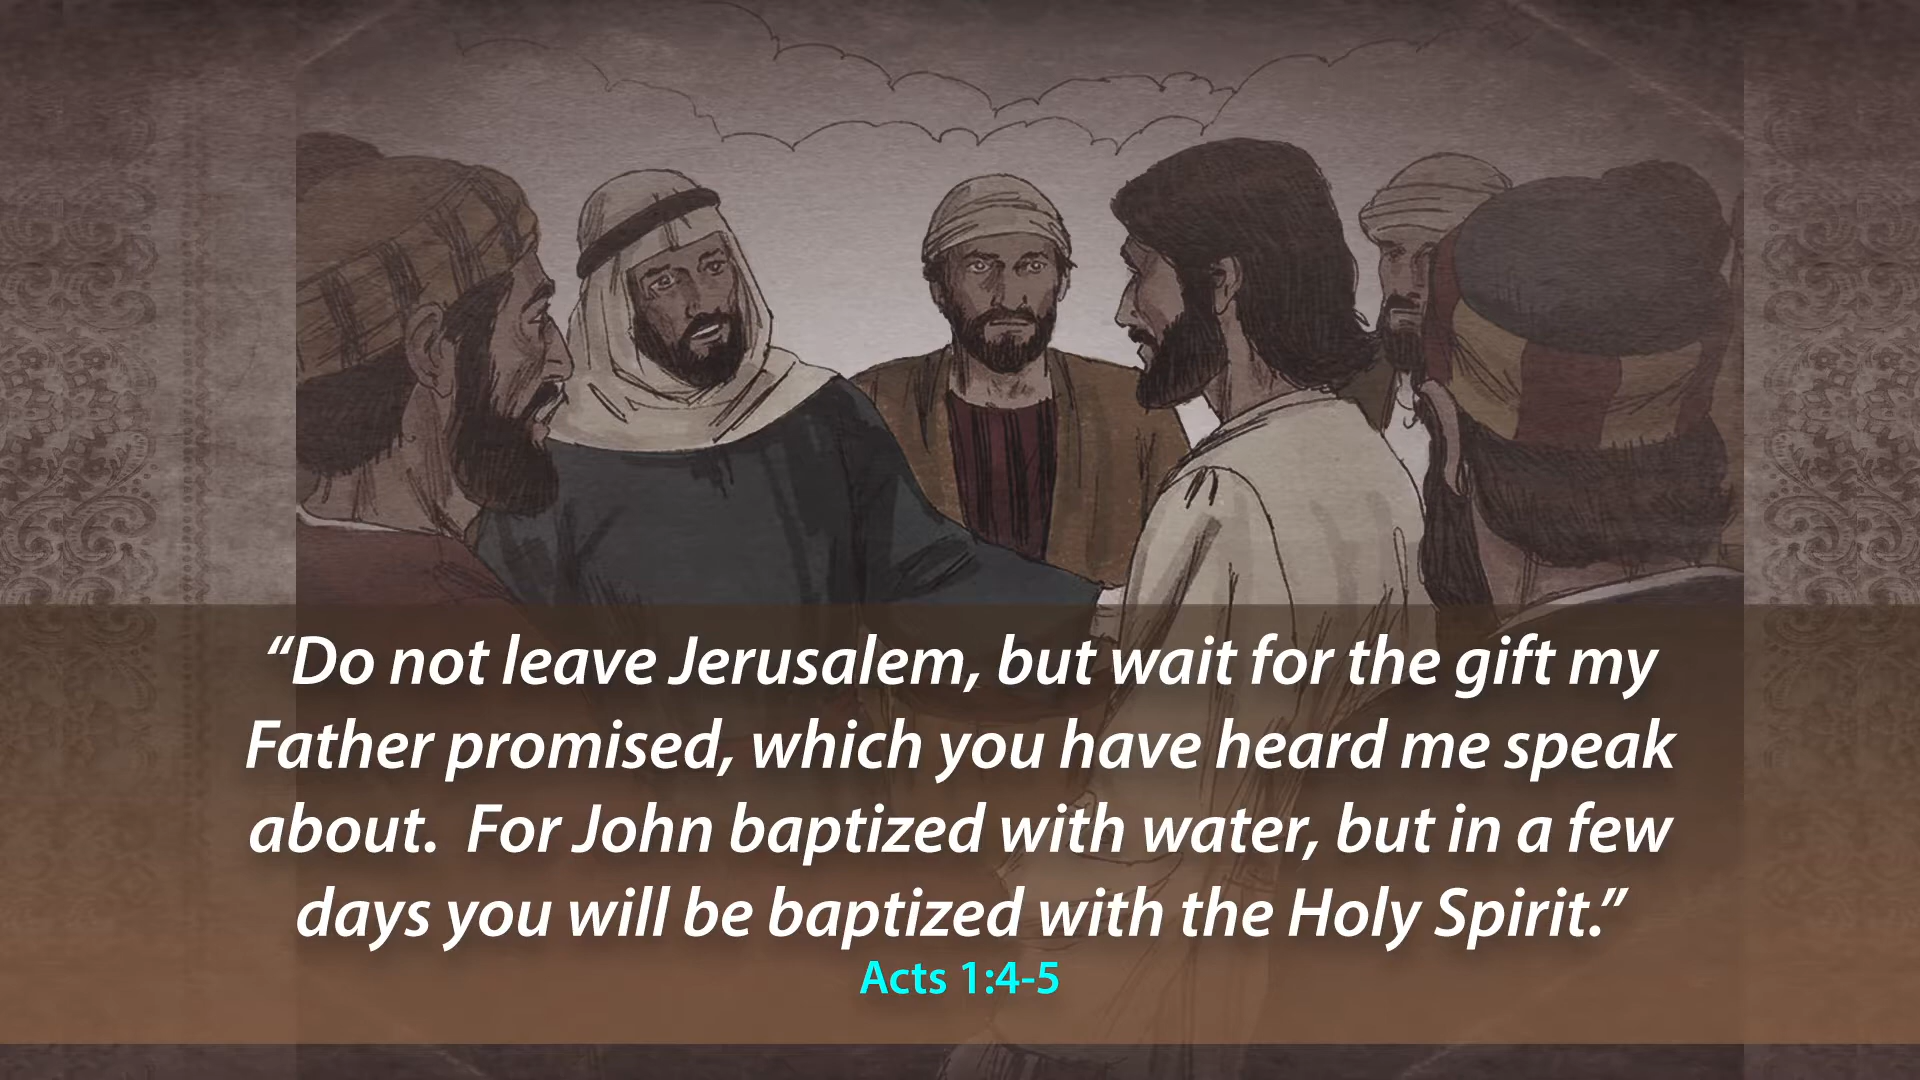 “Do not leave Jerusalem, but wait for the gift my
Father promised, which you have heard me speak
about.  For John baptized with water, but in a few
days you will be baptized with the Holy Spirit.”
Acts 1:4-5